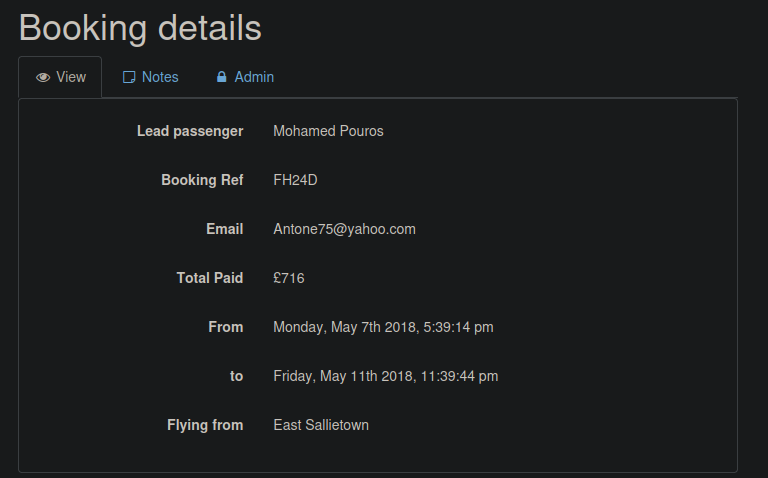 Booking details
View Notes Admin
Lead passenger Mohamed Pouros
Booking Ref FH24D
Email Antone75@yahoo.com
Total Paid £716
From Monday, May 7th 2018, 5:39:14 pm
to Friday, May 11th 2018, 11:39:44 pm
Flying from East Sallietown